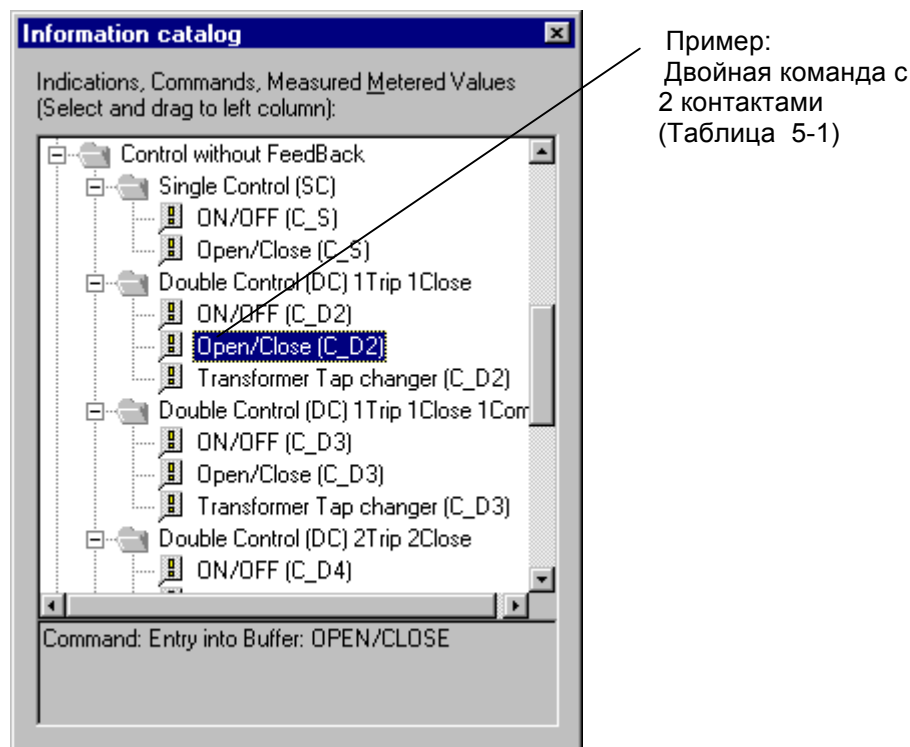 Information catalog
Indications, Commands, Measured Metered Values
(Select and drag to left column):
Control without FeedBack
Single Control (SC)
ON/OFF (C_S)
Open/Close (C_S)
Double Control (DC) 1Trip 1Close
ON/OFF (C_D2)
Open/Close (C_D2)
Transformer Tap changer (C_D2)
Double Control (DC) 1Trip 1Close 1Com
ON/OFF (C_D3)
Open/Close (C_D3)
Transformer Tap changer (C_D3)
Double Control (DC) 2Trip 2Close
ON/OFF (C_D4)
Command: Entry into Buffer: OPEN/CLOSE
Пример:
Двойная команда с
2 контактами
(Таблица 5-1)